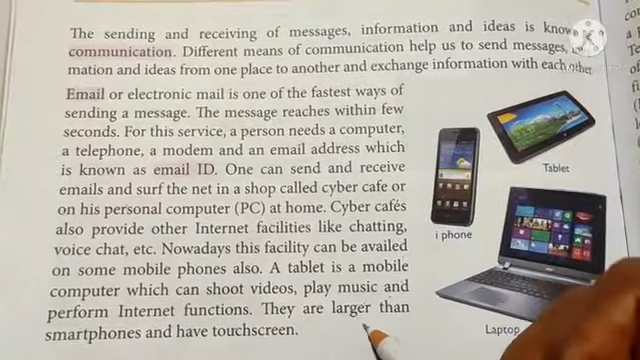 The sending and receiving of messages, information and ideas is know
communication. Different means of communication help us to send messages,
mation and ideas from one place to another and exchange information with each other
Email or electronic mail is one of the fastest ways of
sending a message. The message reaches within few
seconds. For this service, a person needs a computer,
a telephone, a modem and an email address which
is known as email ID. One can send and receive
emails and surf the net in a shop called cyber cafe or
on his personal computer (PC) at home. Cyber cafés
also provide other Internet facilities like chatting,
voice chat, etc. Nowadays this facility can be availed
on some mobile phones also. A tablet is a mobile
computer which can shoot videos, play music and
perform Internet functions. They are larger than
smartphones and have touchscreen.
Tablet
i phone
Laptop